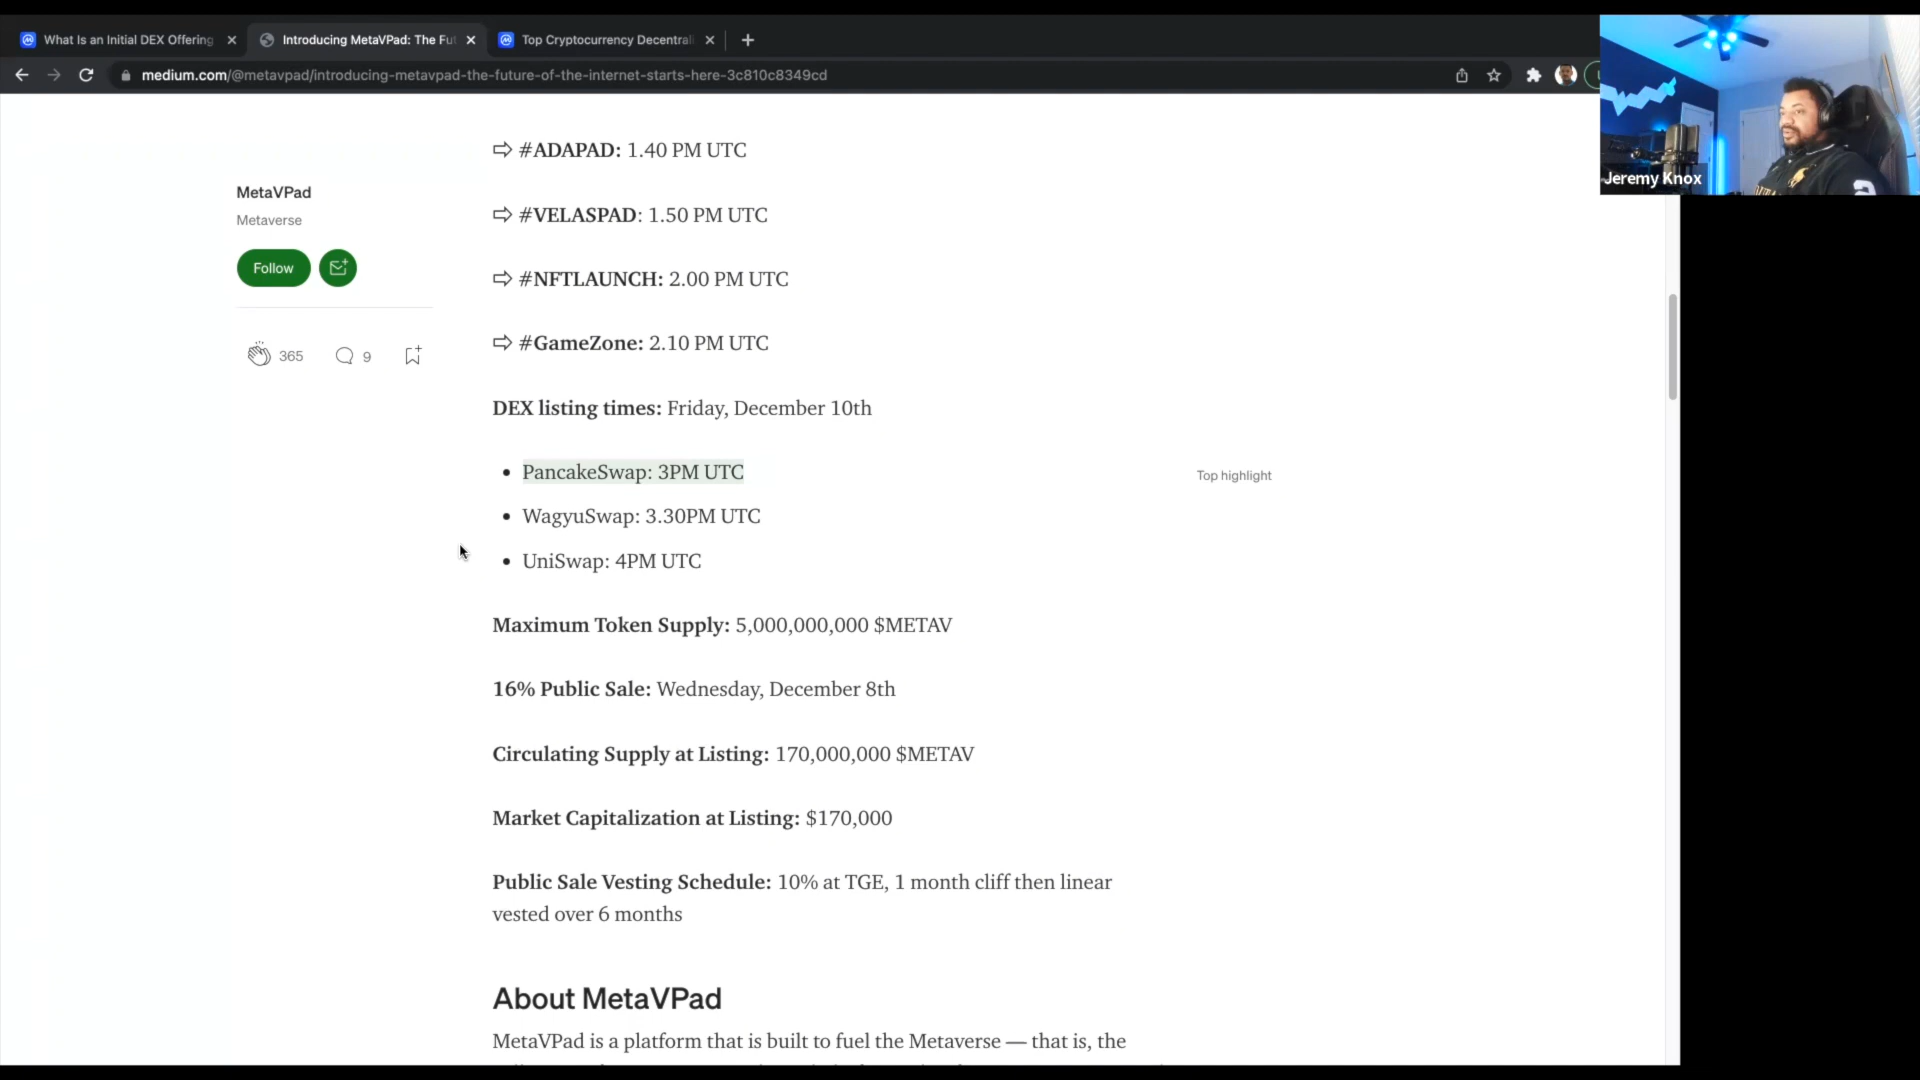 What Is an Initial DEX Offering
Introducing MetaVPad: The Fut
Top Cryptocurrency Decentrali
medium.com/@metavpad/introducing-metavpad-the-future-of-the-internet-starts-here-3c810c8349cd
Jeremy Knox
MetaVPad
Metaverse
Follow
365
9
⇨ #ADAPAD: 1.40 PM UTC
⇨ #VELASPAD: 1.50 PM UTC
⇨ #NFTLAUNCH: 2.00 PM UTC
⇨ #GameZone: 2.10 PM UTC
DEX listing times: Friday, December 10th
• PancakeSwap: 3PM UTC
Top highlight
• WagyuSwap: 3.30PM UTC
• UniSwap: 4PM UTC
Maximum Token Supply: 5,000,000,000 $METAV
16% Public Sale: Wednesday, December 8th
Circulating Supply at Listing: 170,000,000 $METAV
Market Capitalization at Listing: $170,000
Public Sale Vesting Schedule: 10% at TGE, 1 month cliff then linear
vested over 6 months
About MetaVPad
MetaVPad is a platform that is built to fuel the Metaverse — that is, the